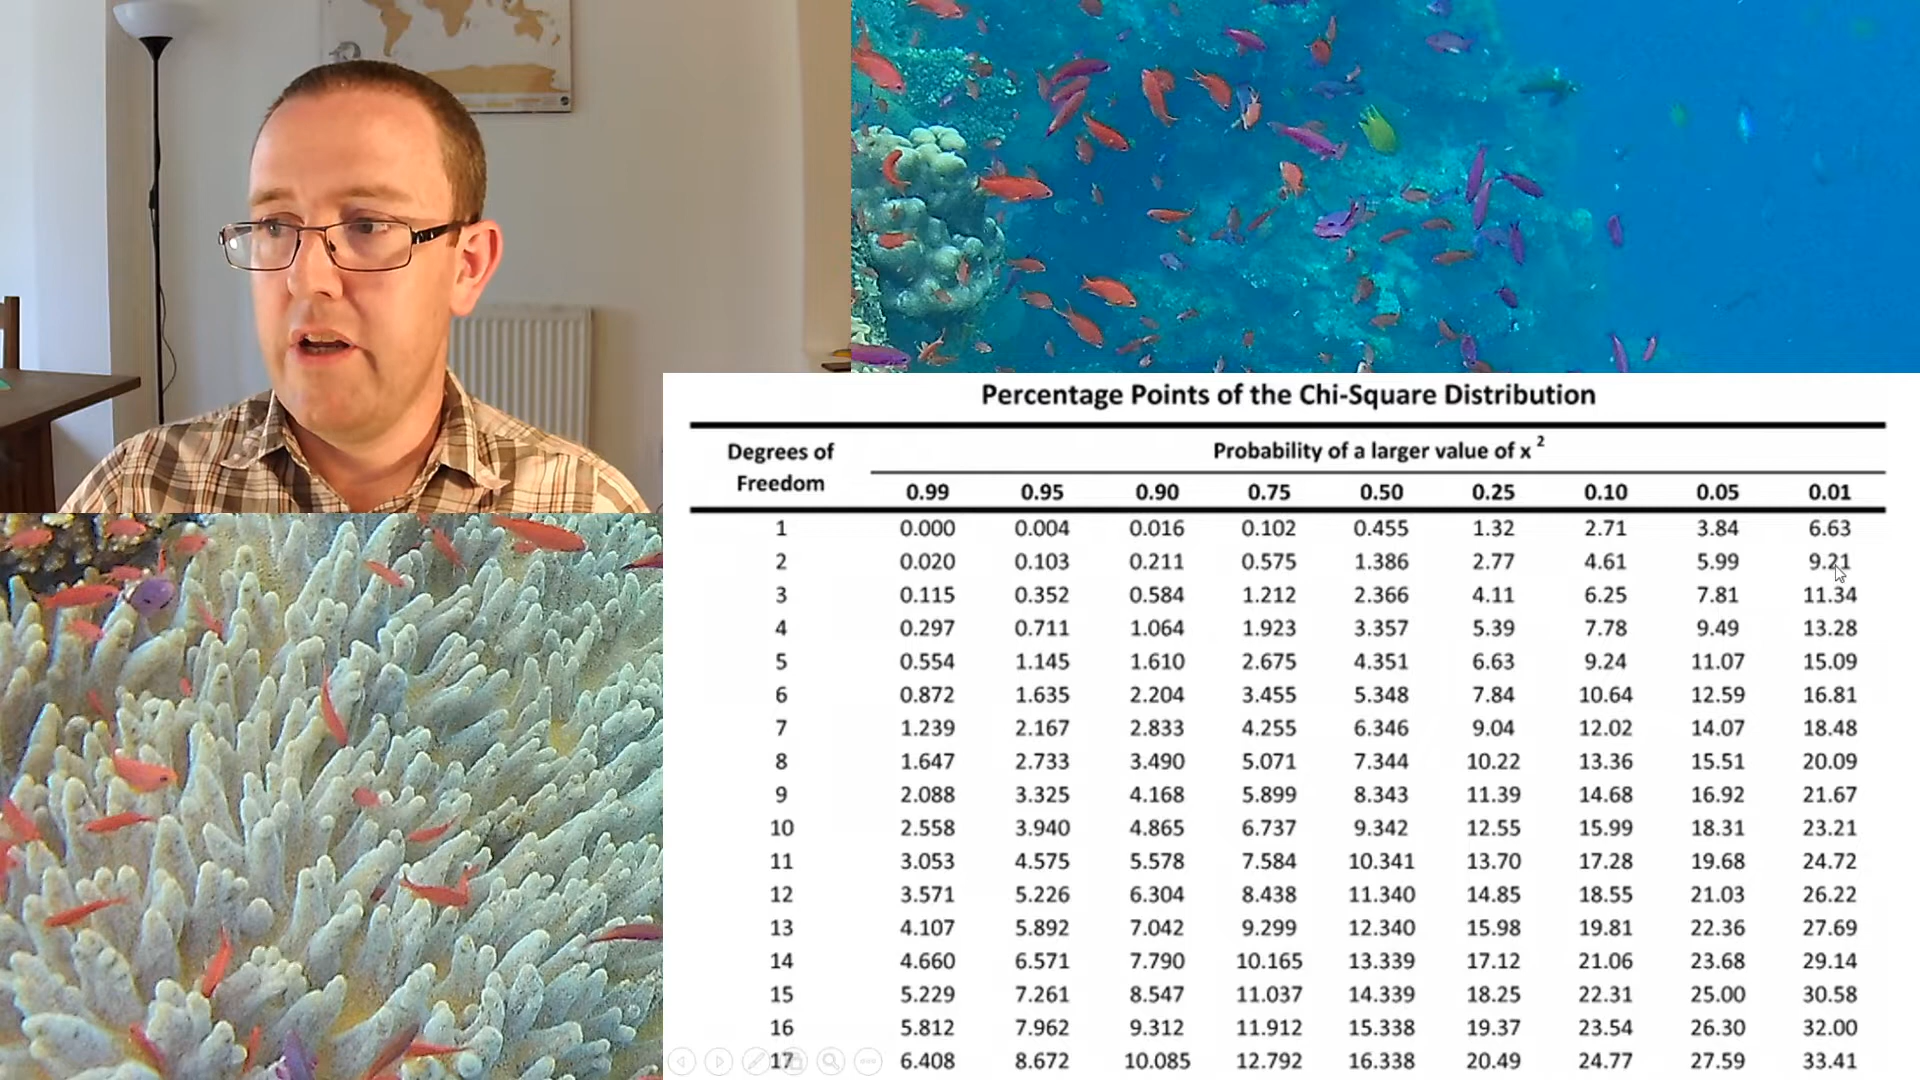 Percentage Points of the Chi-Square Distribution
Degrees of Freedom Probability of a larger value of x 2
0.99 0.95 0.90 0.75 0.50 0.25 0.10 0.05 0.01
1 0.000 0.004 0.016 0.102 0.455 1.32 2.71 3.84 6.63
2 0.020 0.103 0.211 0.575 1.386 2.77 4.61 5.99 9.21
3 0.115 0.352 0.584 1.212 2.366 4.11 6.25 7.81 11.34
4 0.297 0.711 1.064 1.923 3.357 5.39 7.78 9.49 13.28
5 0.554 1.145 1.610 2.675 4.351 6.63 9.24 11.07 15.09
6 0.872 1.635 2.204 3.455 5.348 7.84 10.64 12.59 16.81
7 1.239 2.167 2.833 4.255 6.346 9.04 12.02 14.07 18.48
8 1.647 2.733 3.490 5.071 7.344 10.22 13.36 15.51 20.09
9 2.088 3.325 4.168 5.899 8.343 11.39 14.68 16.92 21.67
10 2.558 3.940 4.865 6.737 9.342 12.55 15.99 18.31 23.21
11 3.053 4.575 5.578 7.584 10.341 13.70 17.28 19.68 24.72
12 3.571 5.226 6.304 8.438 11.340 14.85 18.55 21.03 26.22
13 4.107 5.892 7.042 9.299 12.340 15.98 19.81 22.36 27.69
14 4.660 6.571 7.790 10.165 13.339 17.12 21.06 23.68 29.14
15 5.229 7.261 8.547 11.037 14.339 18.25 22.31 25.00 30.58
16 5.812 7.962 9.312 11.912 15.338 19.37 23.54 26.30 32.00
17 6.408 8.672 10.085 12.792 16.338 20.49 24.77 27.59 33.41